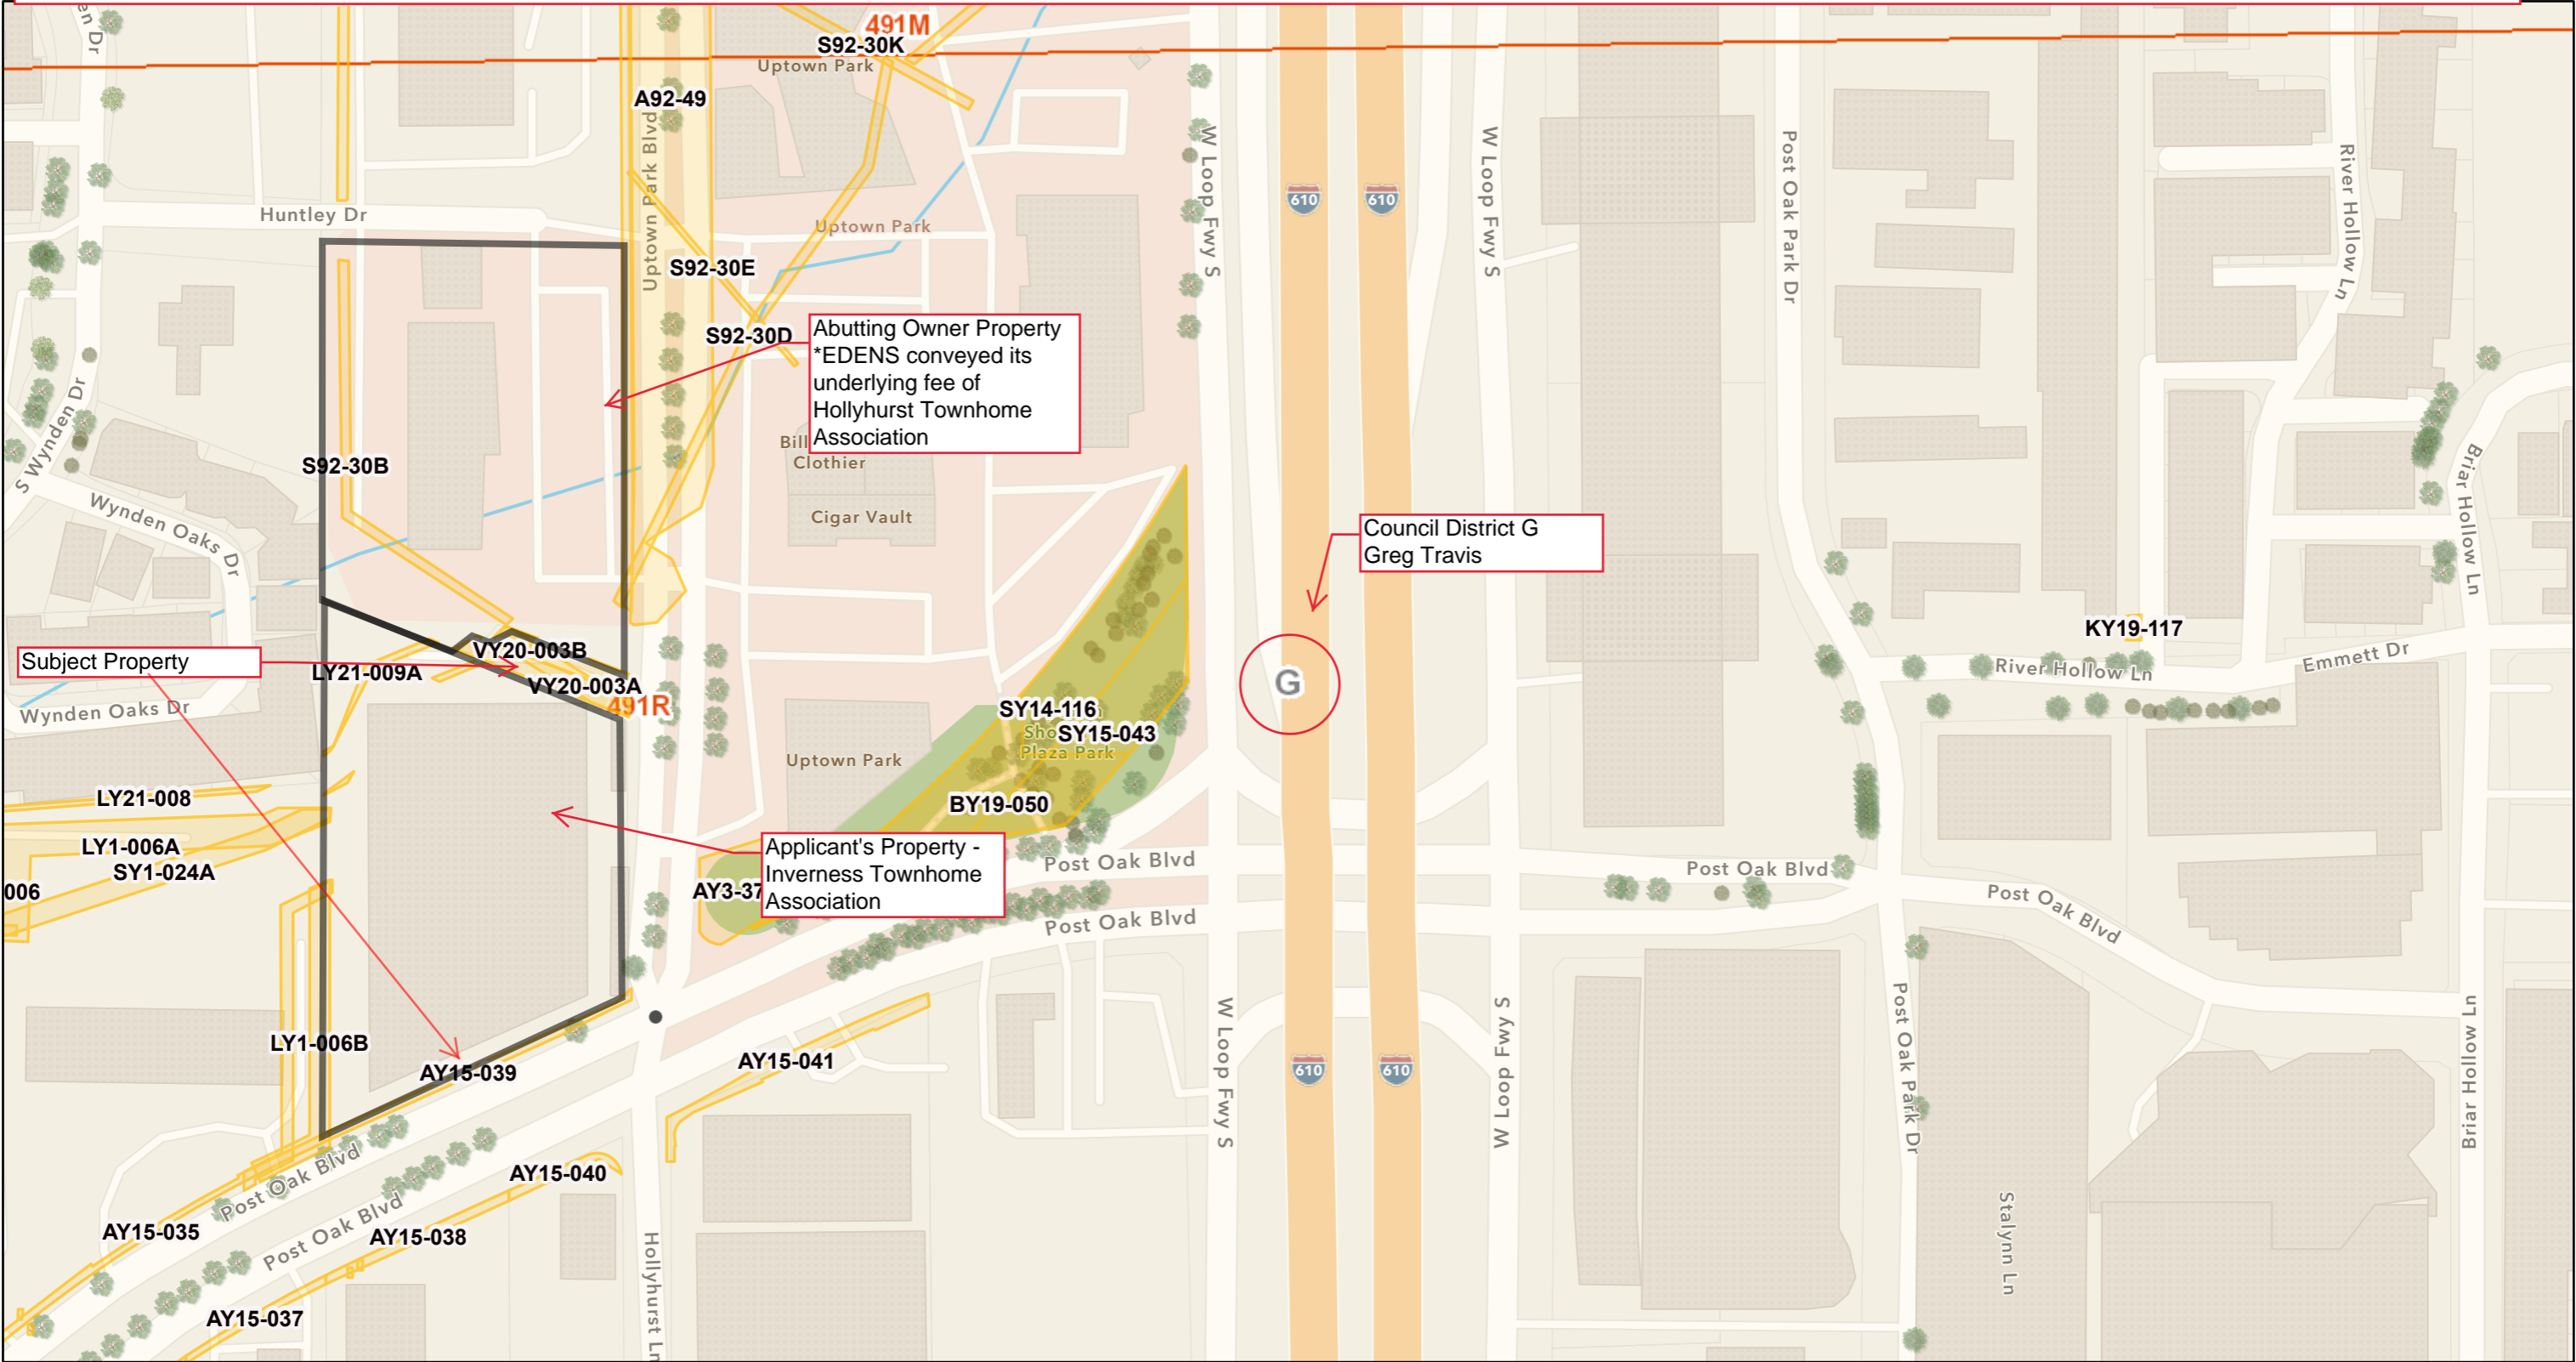 en Dr
491M
S92-30K
Uptown Park
A92-49
Uptown Park Blvd
W Loop Fwy S
W Loop Fwy S
Post Oak Park Dr
River Hollow Ln
610
610
Huntley Dr
Uptown Park
S92-30E
S92-30D
Abutting Owner Property
*EDENS conveyed its
underlying fee of
Hollyhurst Townhome
Association
Bill
Clothier
Cigar Vault
S Wynden Dr
S92-30B
Wynden Oaks Dr
Council District G
Greg Travis
Briar Hollow Ln
KY19-117
River Hollow Ln
Emmett Dr
Subject Property
VY20-003B
LY21-009A
VY20-003A
491R
Wynden Oaks Dr
G
SY14-116
Sho
SY15-043
Plaza Park
Uptown Park
BY19-050
LY21-008
LY1-006A
SY1-024A
006
Applicant's Property -
Inverness Townhome
Association
AY3-37
Post Oak Blvd
Post Oak Blvd
Post Oak Blvd
Post Oak Blvd
LY1-006B
AY15-039
AY15-041
W Loop Fwy S
W Loop Fwy S
610
610
Post Oak Park Dr
Briar Hollow Ln
Post Oak Blvd
Post Oak Blvd
AY15-040
AY15-035
AY15-038
AY15-037
Hollyhurst Ln
Stalynn Ln